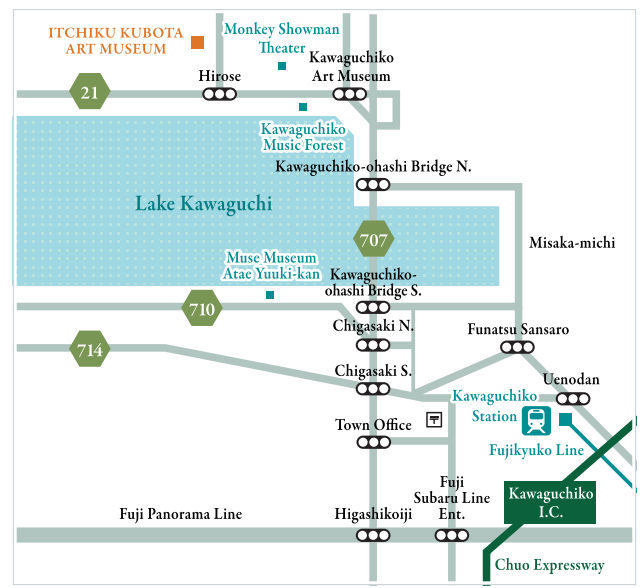 ITCHIKU KUBOTA
ART MUSEUM
Monkey Showman
Theater
Kawaguchiko
Art Museum
Hirose
21
Kawaguchiko
Music Forest
Kawaguchiko-ohashi Bridge N.
Lake Kawaguchi
707
Misaka-michi
Muse Museum
Atae Yuuki-kan
Kawaguchiko-
ohashi Bridge S.
710
Chigasaki N.
Funatsu Sansaro
714
Chigasaki S.
Uenodan
Kawaguchiko
Station
Town Office
〒
Fujikyuko Line
Fuji
Subaru Line
Ent.
Kawaguchiko
I.C.
Fuji Panorama Line
Higashikoiji
Chuo Expressway